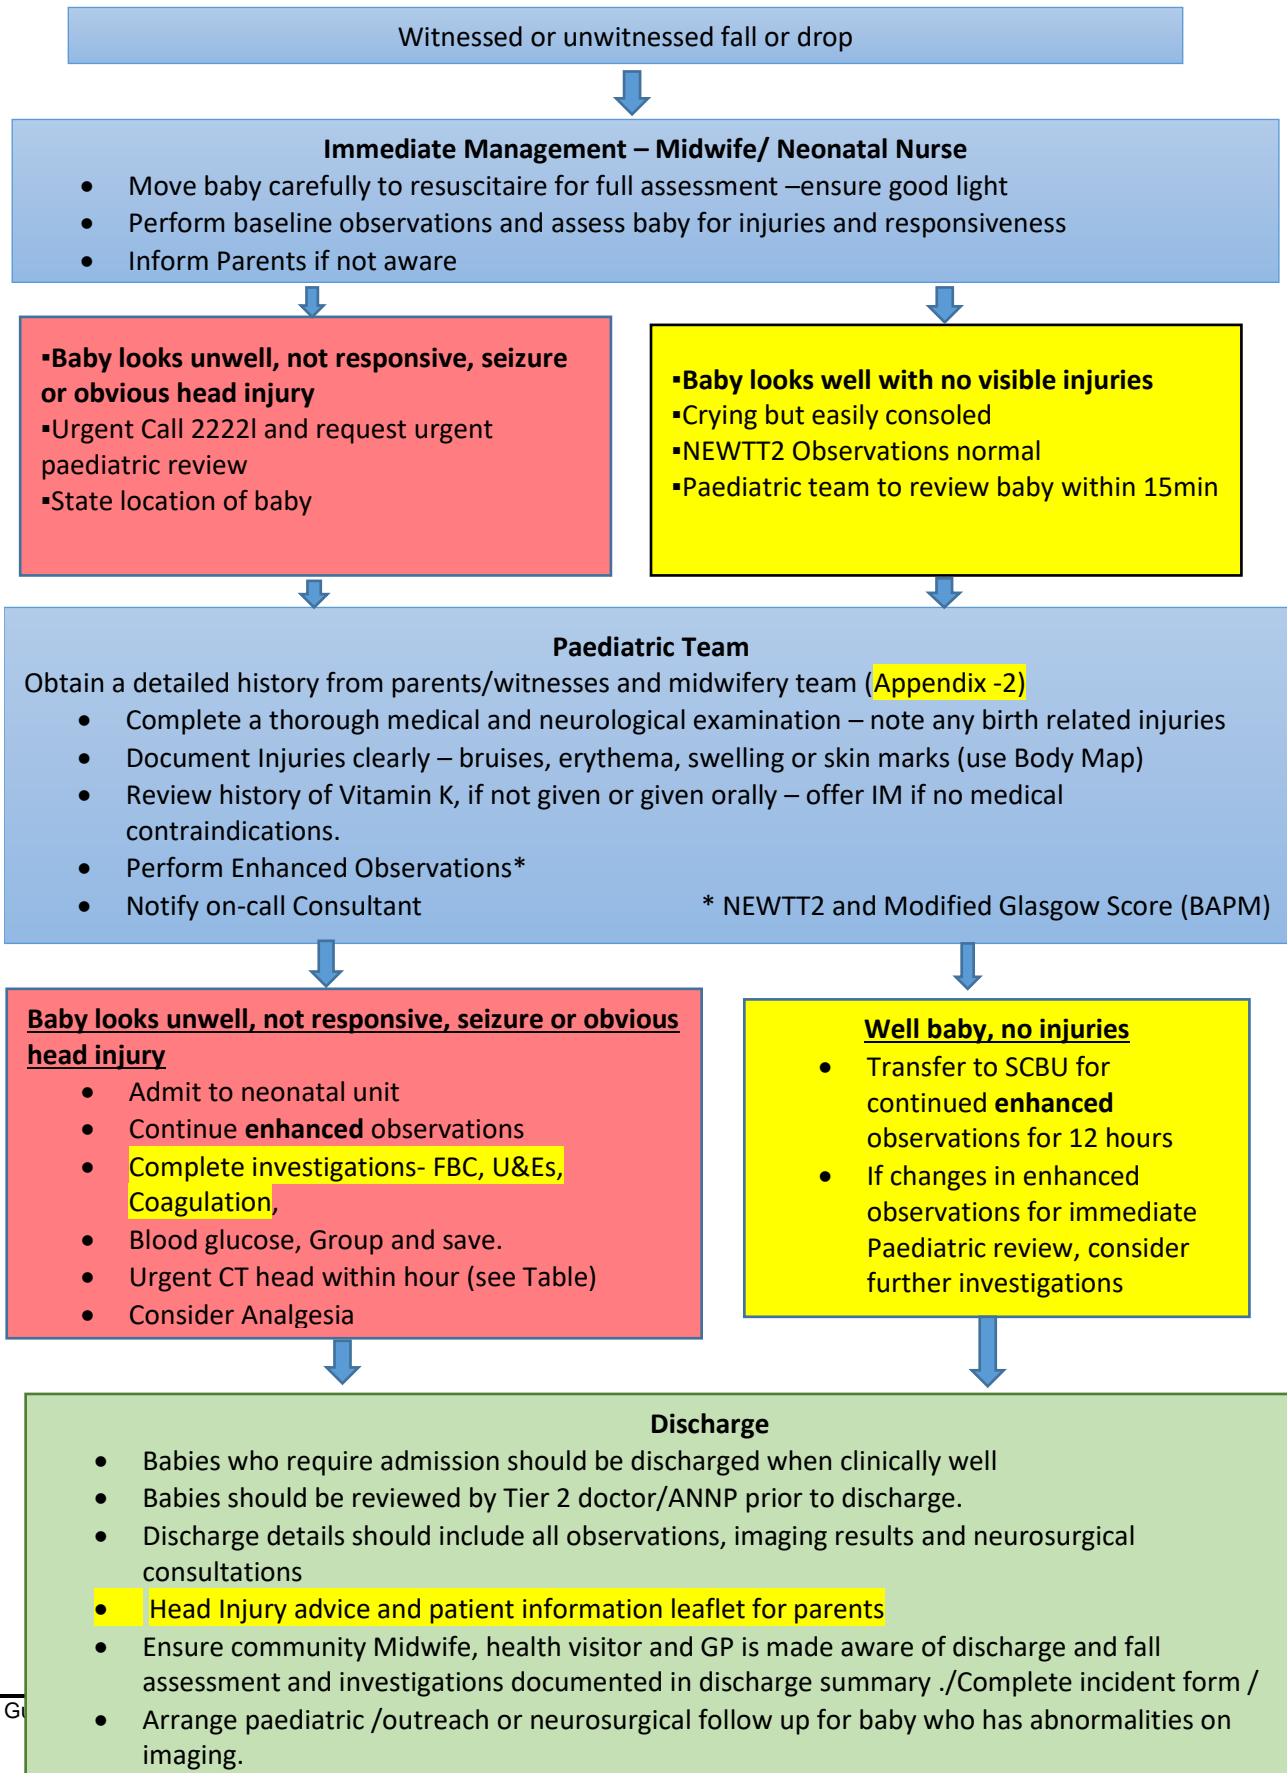 Witnessed or unwitnessed fall or drop
Immediate Management – Midwife/ Neonatal Nurse
• Move baby carefully to resuscitaire for full assessment –ensure good light
• Perform baseline observations and assess baby for injuries and responsiveness
• Inform Parents if not aware
▪Baby looks unwell, not responsive, seizure
or obvious head injury
▪Urgent Call 2222l and request urgent
paediatric review
▪State location of baby
▪Baby looks well with no visible injuries
▪Crying but easily consoled
▪NEWTT2 Observations normal
▪Paediatric team to review baby within 15min
Paediatric Team
Obtain a detailed history from parents/witnesses and midwifery team (Appendix -2)
• Complete a thorough medical and neurological examination – note any birth related injuries
• Document Injuries clearly – bruises, erythema, swelling or skin marks (use Body Map)
• Review history of Vitamin K, if not given or given orally – offer IM if no medical
contraindications.
• Perform Enhanced Observations*
• Notify on-call Consultant * NEWTT2 and Modified Glasgow Score (BAPM)
Baby looks unwell, not responsive, seizure or obvious
head injury
• Admit to neonatal unit
• Continue enhanced observations
• Complete investigations- FBC, U&Es,
Coagulation,
• Blood glucose, Group and save.
• Urgent CT head within hour (see Table)
• Consider Analgesia
Well baby, no injuries
• Transfer to SCBU for
continued enhanced
observations for 12 hours
• If changes in enhanced
observations for immediate
Paediatric review, consider
further investigations
Discharge
• Babies who require admission should be discharged when clinically well
• Babies should be reviewed by Tier 2 doctor/ANNP prior to discharge.
• Discharge details should include all observations, imaging results and neurosurgical
consultations
• Head Injury advice and patient information leaflet for parents
• Ensure community Midwife, health visitor and GP is made aware of discharge and fall
assessment and investigations documented in discharge summary ./Complete incident form /
• Arrange paediatric /outreach or neurosurgical follow up for baby who has abnormalities on
imaging.